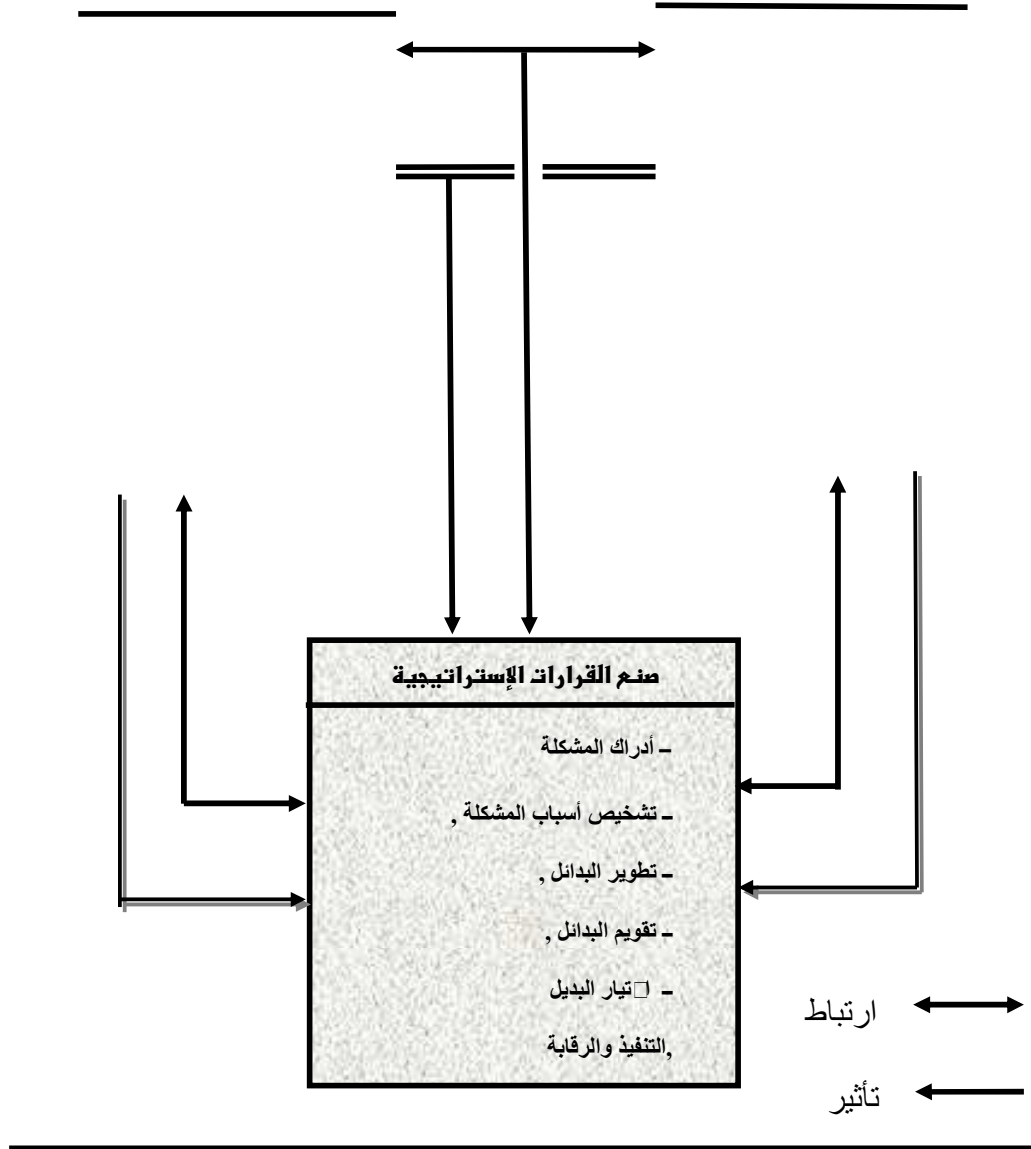 صنع القرارات الإستراتيجية
ـ أدراك المشكلة
ـ تشخيص أسباب المشكلة ,
ـ تطوير البدائل ,
ـ تقويم البدائل ,
ـ ا□تيار البديل
,التنفيذ والرقابة
ارتباط
تأثير